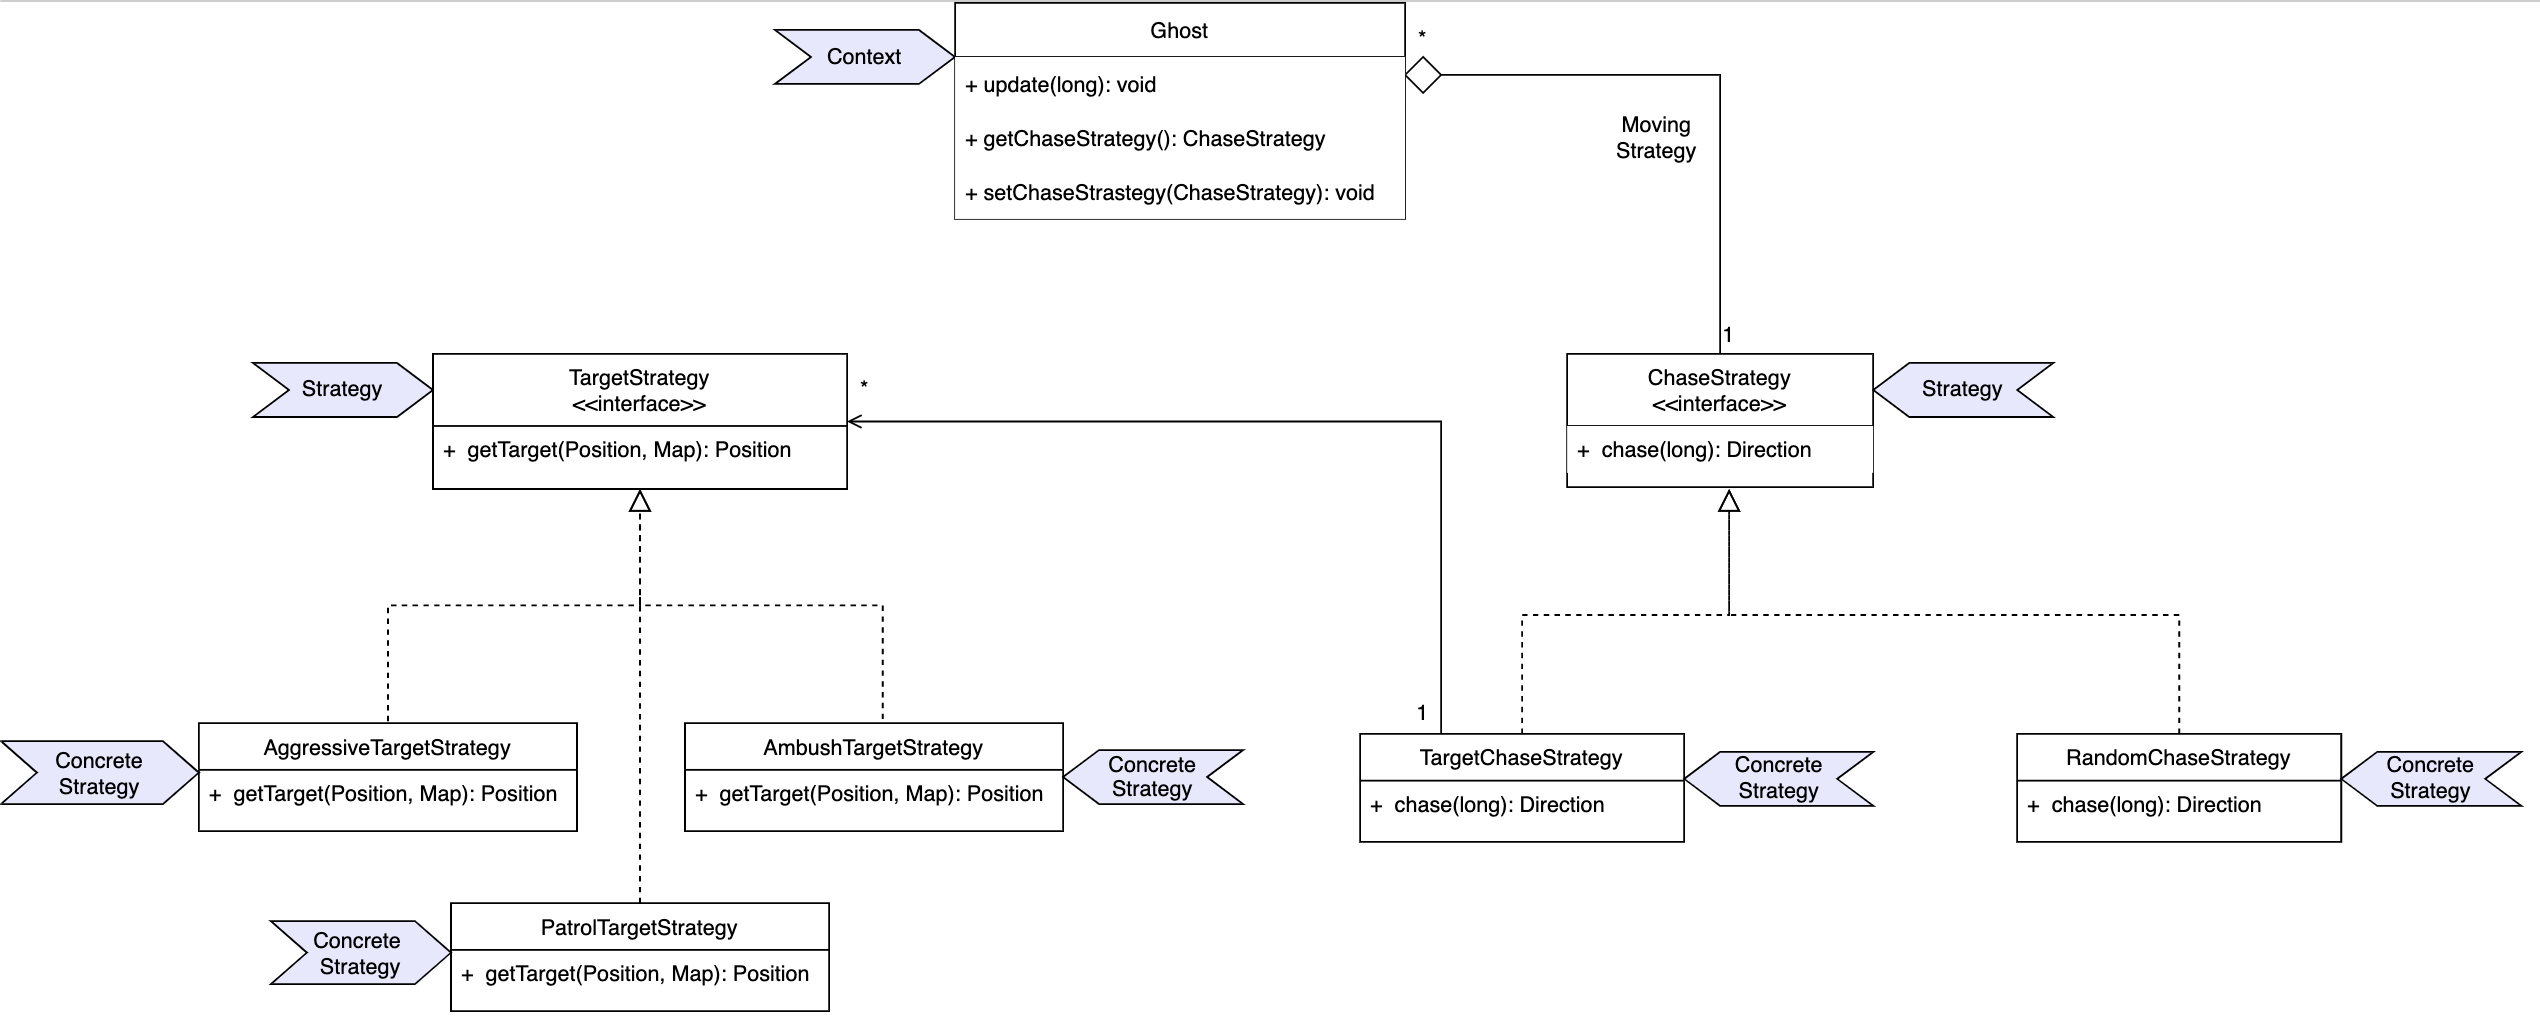 Ghost
*
Context
+ update(long): void
+ getChaseStrategy(): ChaseStrategy
+ setChaseStrastegy(ChaseStrategy): void
Moving
Strategy
1
Strategy
TargetStrategy
<<interface>>
+ getTarget(Position, Map): Position
*
ChaseStrategy
<<interface>>
+ chase(long): Direction
Strategy
1
Concrete
Strategy
AggressiveTargetStrategy
+ getTarget(Position, Map): Position
AmbushTargetStrategy
+ getTarget(Position, Map): Position
Concrete
Strategy
TargetChaseStrategy
+ chase(long): Direction
Concrete
Strategy
RandomChaseStrategy
+ chase(long): Direction
Concrete
Strategy
Concrete
Strategy
PatrolTargetStrategy
+ getTarget(Position, Map): Position